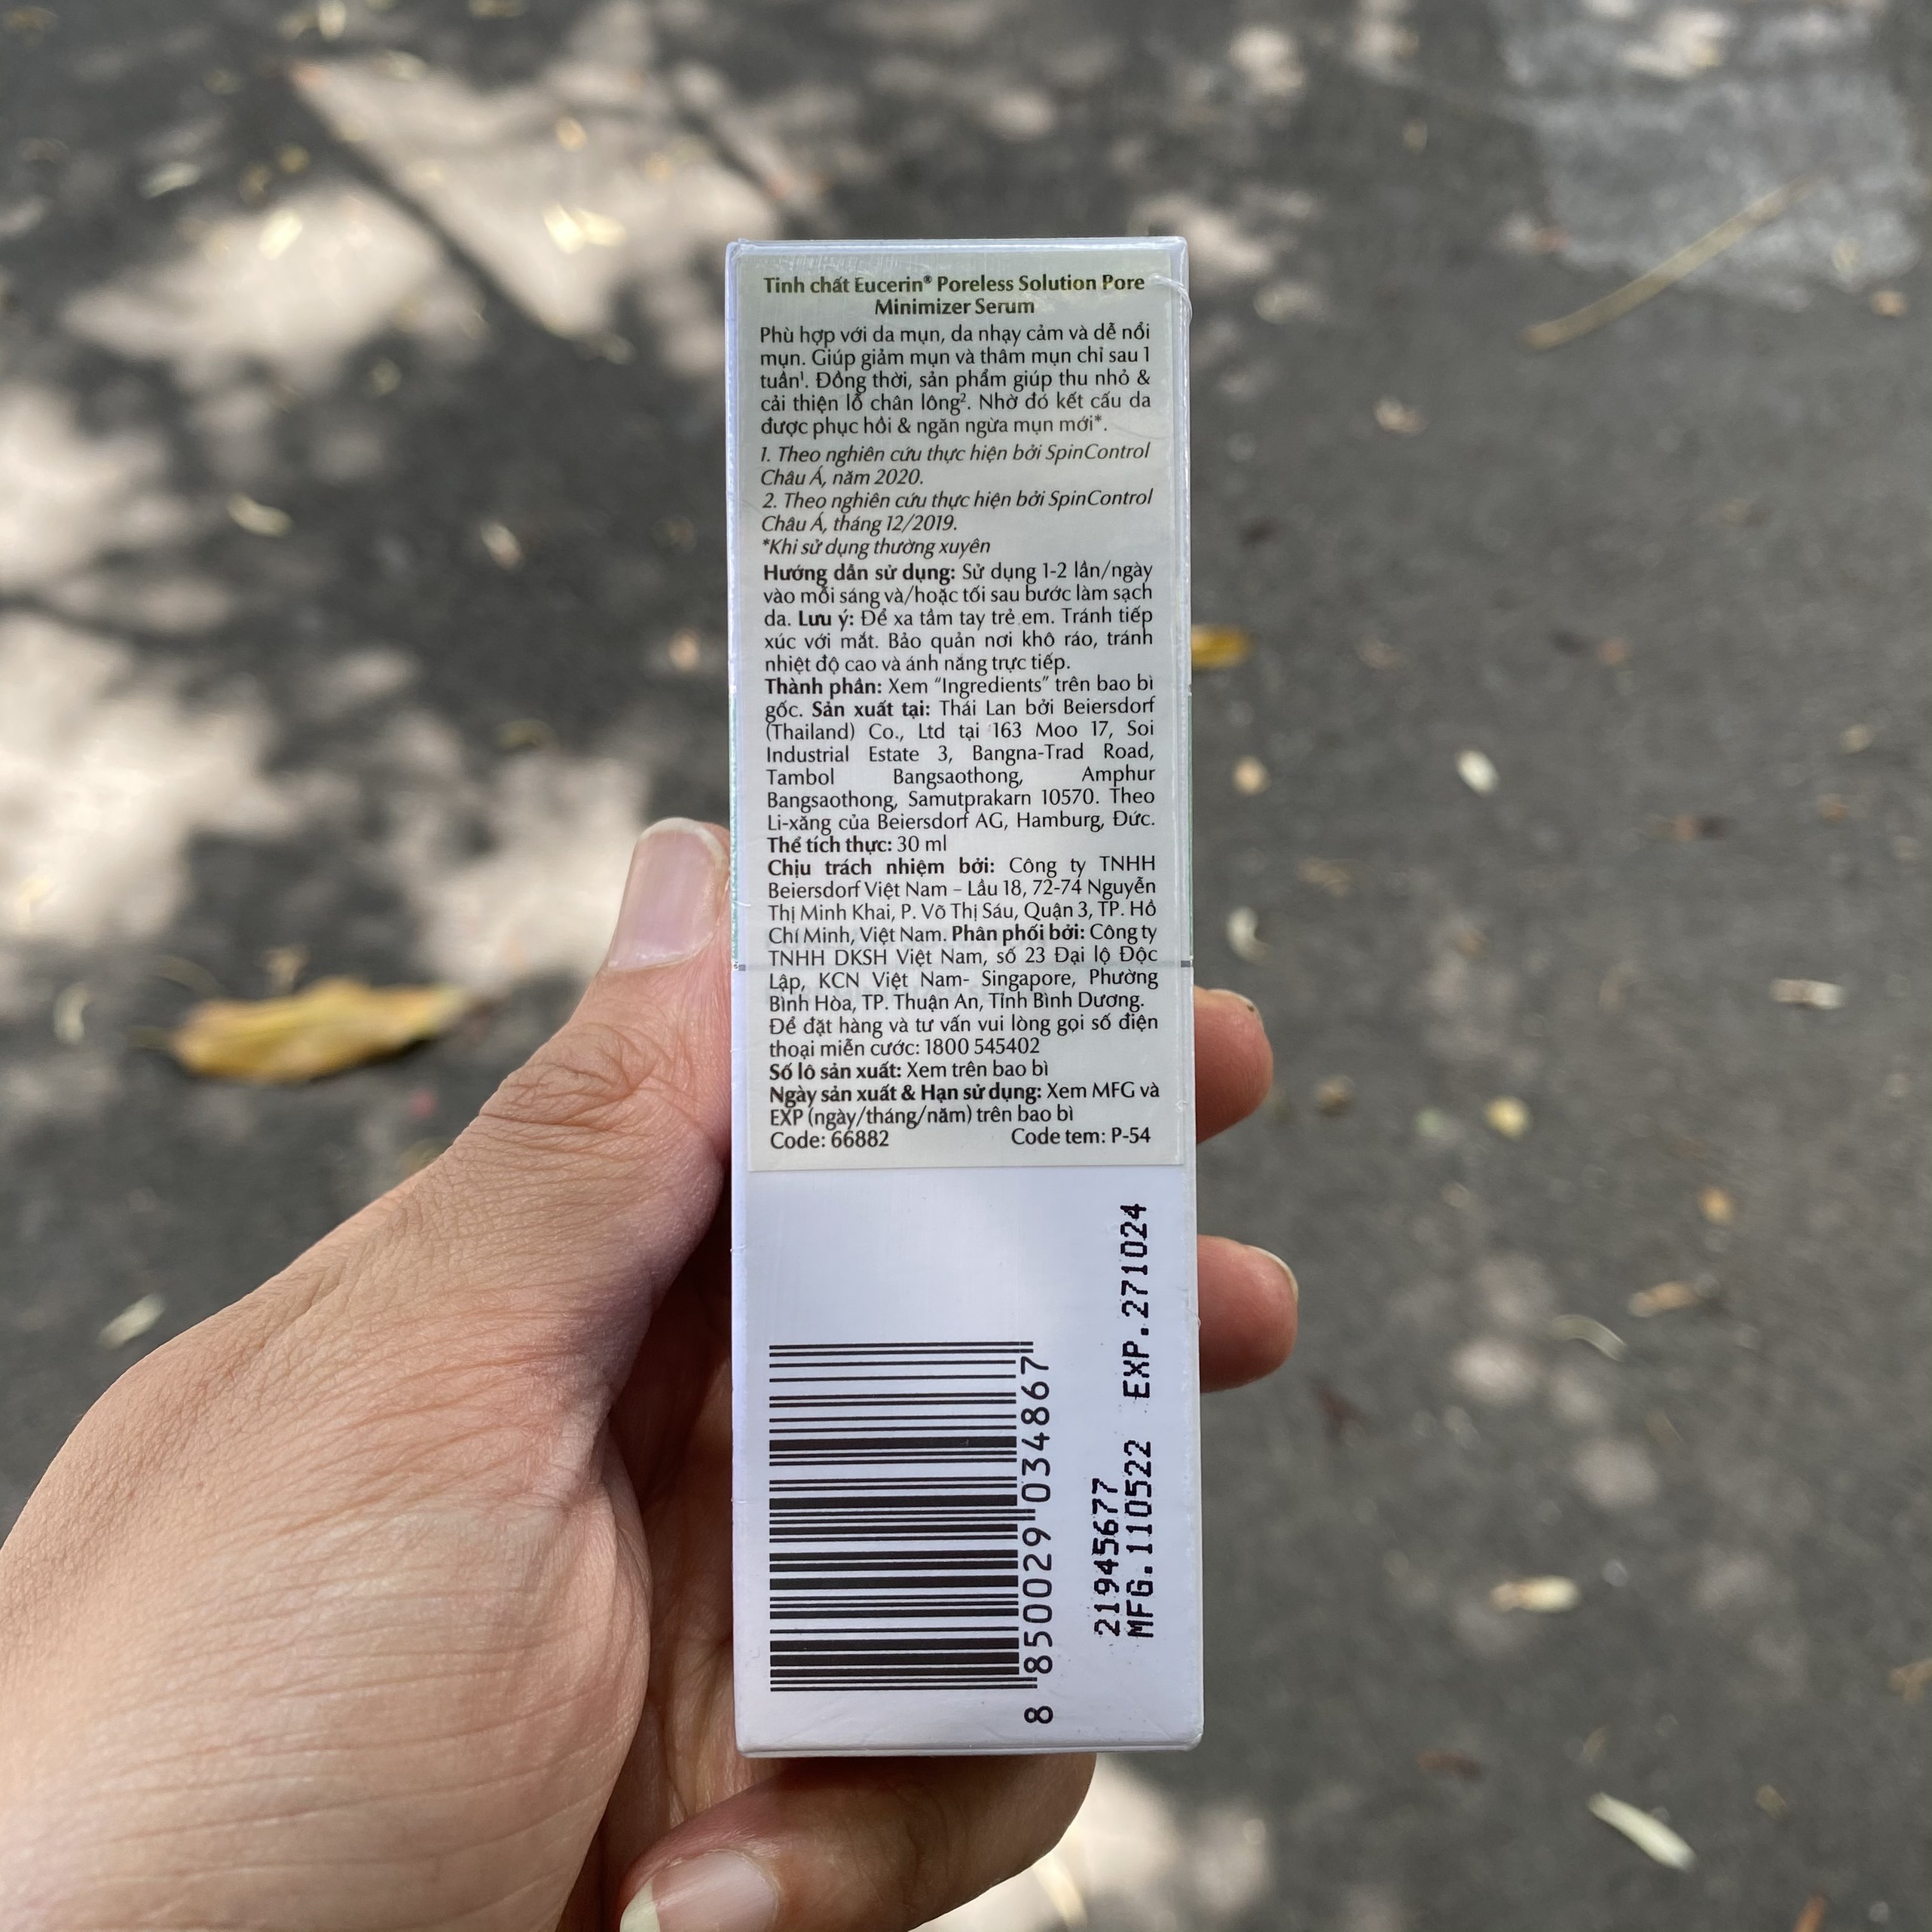 Tinh chất Eucerin® Poreless Solution Pore
Minimizer Serum
Phù hợp với da mụn, da nhạy cảm và dễ nổi
mụn. Giúp giảm mụn và thâm mụn chỉ sau 1
tuần¹. Đồng thời, sản phẩm giúp thu nhỏ &
cải thiện lỗ chân lông². Nhờ đó kết cấu da
được phục hồi & ngăn ngừa mụn mới*.
1. Theo nghiên cứu thực hiện bởi SpinControl
Châu Á, năm 2020.
2. Theo nghiên cứu thực hiện bởi SpinControl
Châu Á, tháng 12/2019.
*Khi sử dụng thường xuyên
Hướng dẫn sử dụng: Sử dụng 1-2 lần/ngày
vào mỗi sáng và/hoặc tối sau bước làm sạch
da. Lưu ý: Để xa tầm tay trẻ em. Tránh tiếp
xúc với mắt. Bảo quản nơi khô ráo, tránh
nhiệt độ cao và ánh nắng trực tiếp.
Thành phần: Xem "Ingredients" trên bao bì
gốc. Sản xuất tại: Thái Lan bởi Beiersdorf
(Thailand) Co., Ltd tại 163 Moo 17, Soi
Industrial Estate 3, Bangna-Trad Road,
Tambol Bangsaothong, Amphur
Bangsaothong, Samutprakarn 10570. Theo
Li-xăng của Beiersdorf AG, Hamburg, Đức.
Thể tích thực: 30 ml
Chịu trách nhiệm bởi: Công ty TNHH
Beiersdorf Việt Nam – Lầu 18, 72-74 Nguyễn
Thị Minh Khai, P. Võ Thị Sáu, Quận 3, TP. Hồ
Chí Minh, Việt Nam. Phân phối bởi: Công ty
TNHH DKSH Việt Nam, số 23 Đại lộ Độc
Lập, KCN Việt Nam- Singapore, Phường
Bình Hòa, TP. Thuận An, Tỉnh Bình Dương.
Để đặt hàng và tư vấn vui lòng gọi số điện
thoại miễn cước: 1800 545402
Số lô sản xuất: Xem trên bao bì
Ngày sản xuất & Hạn sử dụng: Xem MFG và
EXP (ngày/tháng/năm) trên bao bì
Code: 66882 Code tem: P-54
8 850029 034867
21945677
MFG.110522 EXP.271024